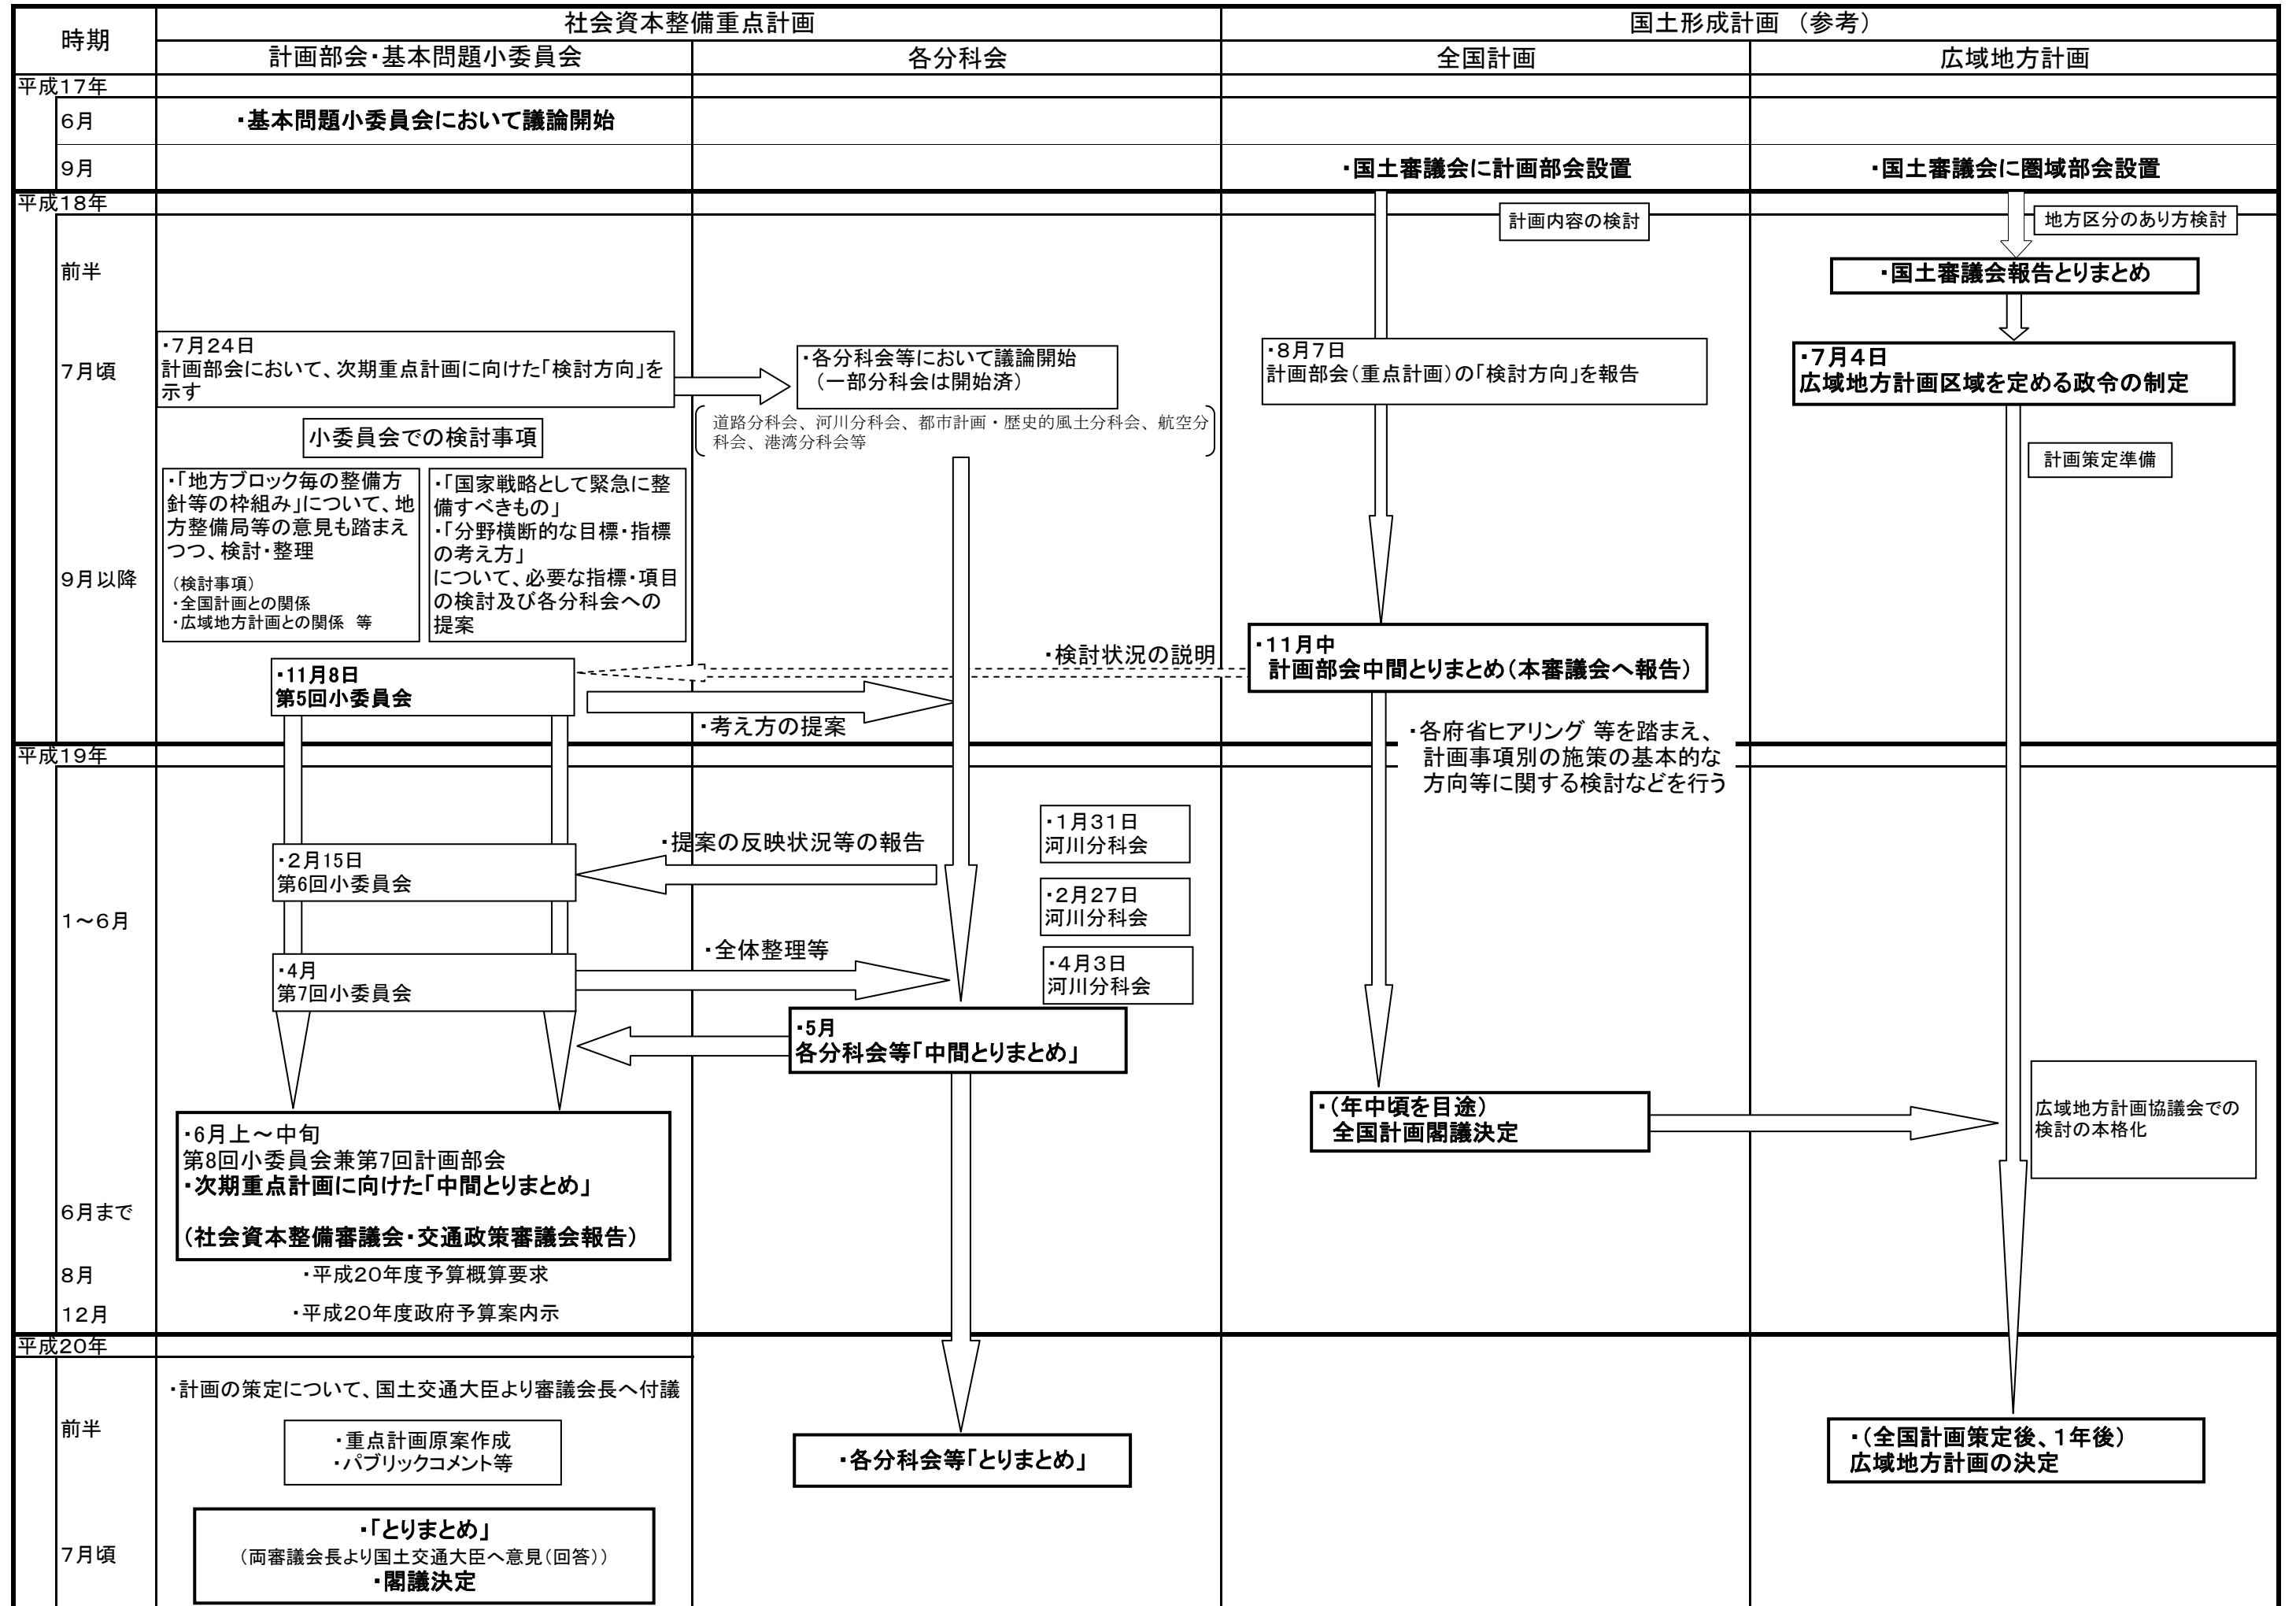 時期
社会資本整備重点計画
国土形成計画 （参考）
計画部会・基本問題小委員会
各分科会
全国計画
広域地方計画
平成１７年
６月
・基本問題小委員会において議論開始
９月
・国土審議会に計画部会設置
・国土審議会に圏域部会設置
平成１８年
計画内容の検討
地方区分のあり方検討
前半
・国土審議会報告とりまとめ
７月頃
・７月２４日
計画部会において、次期重点計画に向けた「検討方向」を
示す
・各分科会等において議論開始
（一部分科会は開始済）
道路分科会、河川分科会、都市計画・歴史的風土分科会、航空分
科会、港湾分科会等
・８月７日
計画部会（重点計画）の「検討方向」を報告
・７月４日
広域地方計画区域を定める政令の制定
計画策定準備
小委員会での検討事項
９月以降
・「地方ブロック毎の整備方
針等の枠組み」について、地
方整備局等の意見も踏まえ
つつ、検討・整理
（検討事項）
・全国計画との関係
・広域地方計画との関係 等
・「国家戦略として緊急に整
備すべきもの」
・「分野横断的な目標・指標
の考え方」
について、必要な指標・項目
の検討及び各分科会への
提案
・１１月中
計画部会中間とりまとめ（本審議会へ報告）
・検討状況の説明
・11月8日
第5回小委員会
・考え方の提案
・各府省ヒアリング 等を踏まえ、
計画事項別の施策の基本的な
方向等に関する検討などを行う
平成１９年
１～６月
・１月３１日
河川分科会
・提案の反映状況等の報告
・２月15日
第6回小委員会
・２月２７日
河川分科会
・全体整理等
・４月３日
河川分科会
・4月
第7回小委員会
・5月
各分科会等「中間とりまとめ」
・（年中頃を目途）
全国計画閣議決定
広域地方計画協議会での
検討の本格化
６月まで
・6月上～中旬
第8回小委員会兼第7回計画部会
・次期重点計画に向けた「中間とりまとめ」
（社会資本整備審議会・交通政策審議会報告）
８月
・平成２０年度予算概算要求
１２月
・平成２０年度政府予算案内示
平成２０年
前半
・計画の策定について、国土交通大臣より審議会長へ付議
・重点計画原案作成
・パブリックコメント等
・各分科会等「とりまとめ」
・（全国計画策定後、１年後）
広域地方計画の決定
７月頃
・「とりまとめ」
（両審議会長より国土交通大臣へ意見（回答））
・閣議決定